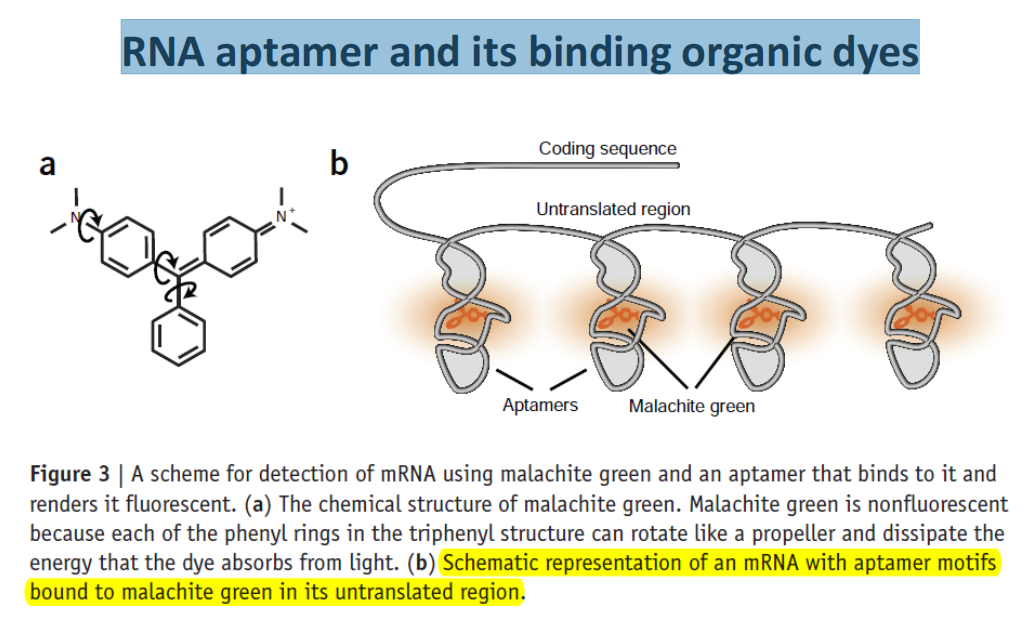 RNA aptamer and its binding organic dyes
a
b
Coding sequence
Untranslated region
N
N+
Aptamers
Malachite green
Figure 3 | A scheme for detection of mRNA using malachite green and an aptamer that binds to it and
renders it fluorescent. (a) The chemical structure of malachite green. Malachite green is nonfluorescent
because each of the phenyl rings in the triphenyl structure can rotate like a propeller and dissipate the
energy that the dye absorbs from light. (b) Schematic representation of an mRNA with aptamer motifs
bound to malachite green in its untranslated region.